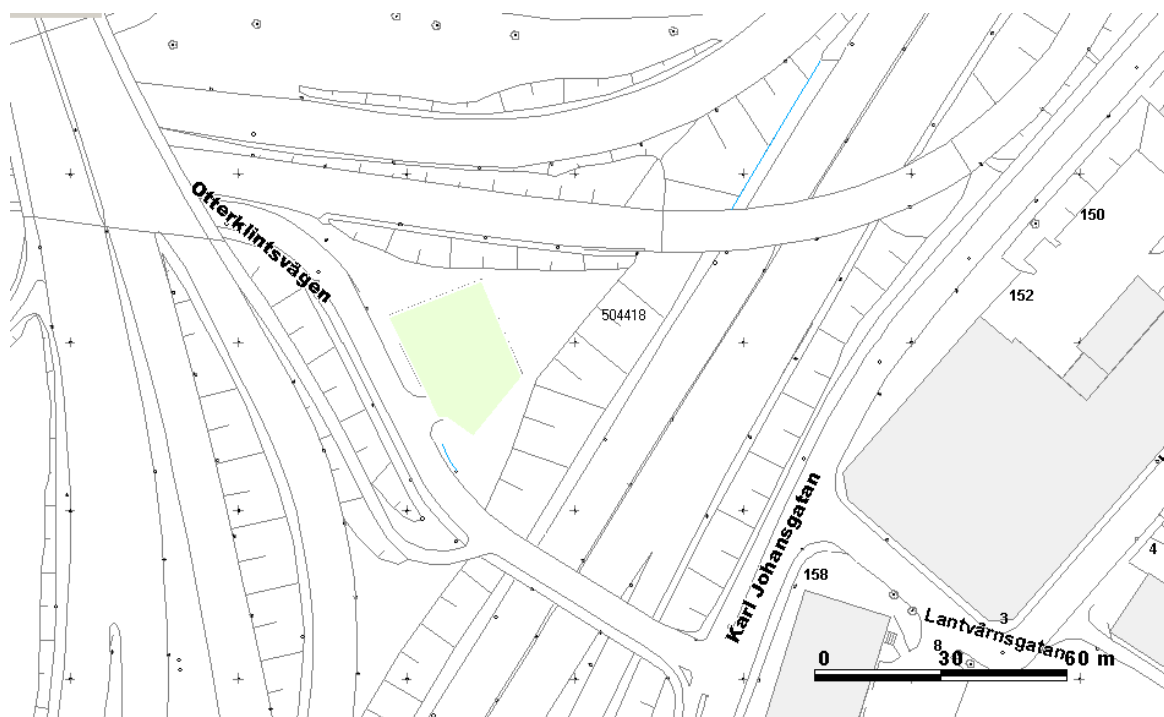 Otterklintsvägen
150
152
504418
Karl Johansgatan
4
158
3
Lantvärnsgatan
8
0 30 60 m